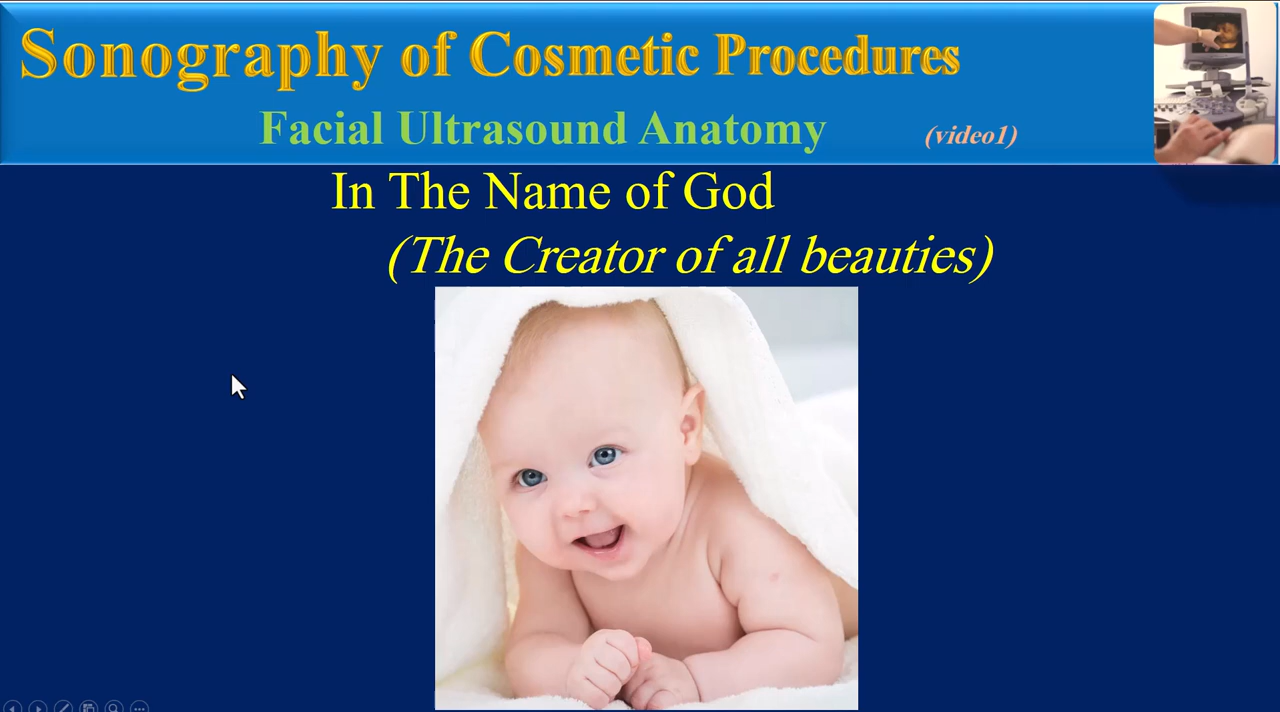 Sonography of Cosmetic Procedures
Facial Ultrasound Anatomy (video1)
In The Name of God
(The Creator of all beauties)